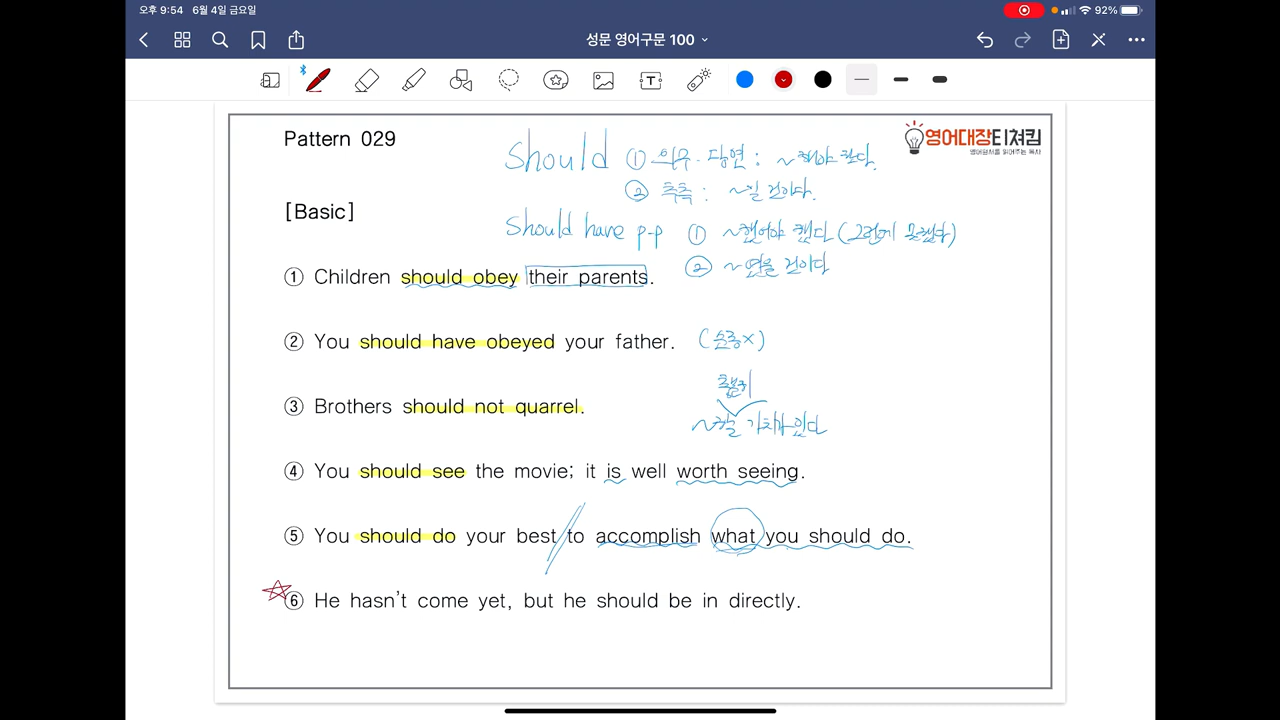 오후 9:54 6월 4일 금요일
92%
성문 영어구문 100
Pattern 029
영어대장티쳐킴
should ① 의무·당연 : ~해야 한다.
② 추측 : ~일 것이다.
[Basic]
should have p.p ① ~했어야 했다 (그런데 못했다)
② ~였을 것이다
① Children should obey their parents.
② You should have obeyed your father. (순종×)
충분히
③ Brothers should not quarrel.
~할 가치가 있다
④ You should see the movie; it is well worth seeing.
⑤ You should do your best to accomplish what you should do.
⑥ He hasn't come yet, but he should be in directly.